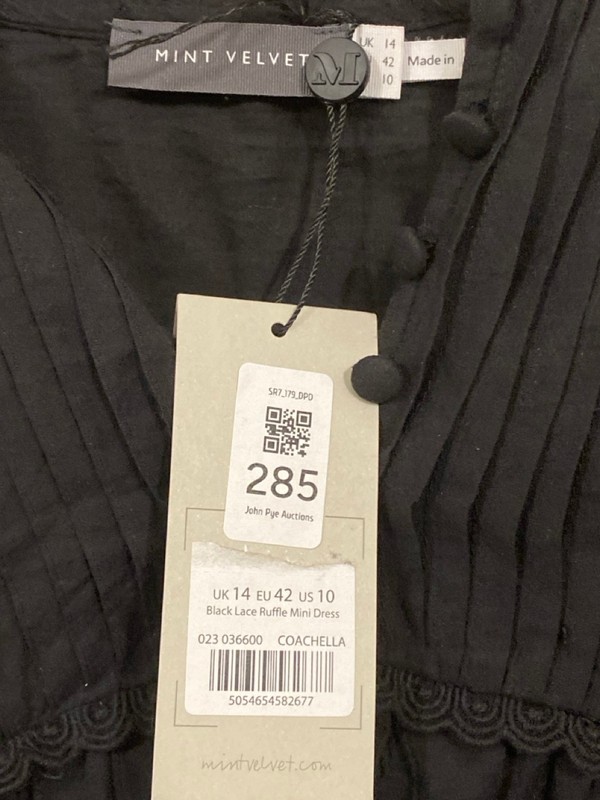 MINT VELVET
UK 14
42
10
Made in
M
SR7_179_DPD
285
John Pye Auctions
UK 14 EU 42 US 10
Black Lace Ruffle Mini Dress
023 036600 COACHELLA
5054654582677
mintvelvet.com